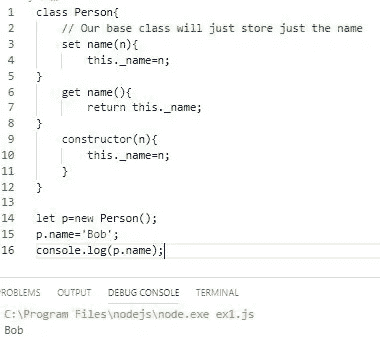 1 class Person{
2 // Our base class will just store just the name
3 set name(n){
4 this._name=n;
5 }
6 get name(){
7 return this._name;
8 }
9 constructor(n){
10 this._name=n;
11 }
12 }
13
14 let p=new Person();
15 p.name='Bob';
16 console.log(p.name);
ROBLEMS OUTPUT DEBUG CONSOLE TERMINAL
C:\Program Files\nodejs\node.exe ex1.js
Bob